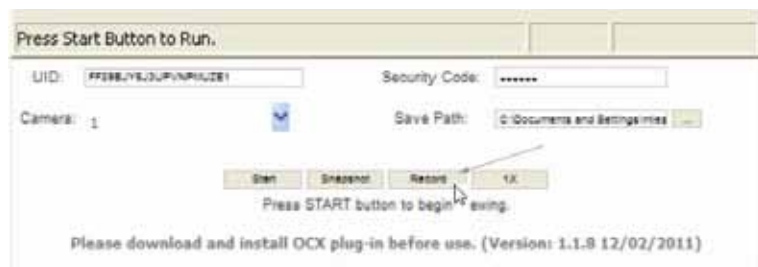 Press Start Button to Run.
UID: Security Code: ••••••
Camera: 1 Save Path: C:\Documents and Settings\ ...
Start Snapshot Record 1X
Press START button to begin ewing.
Please download and install OCX plug-in before use. (Version: 1.1.8 12/02/2011)